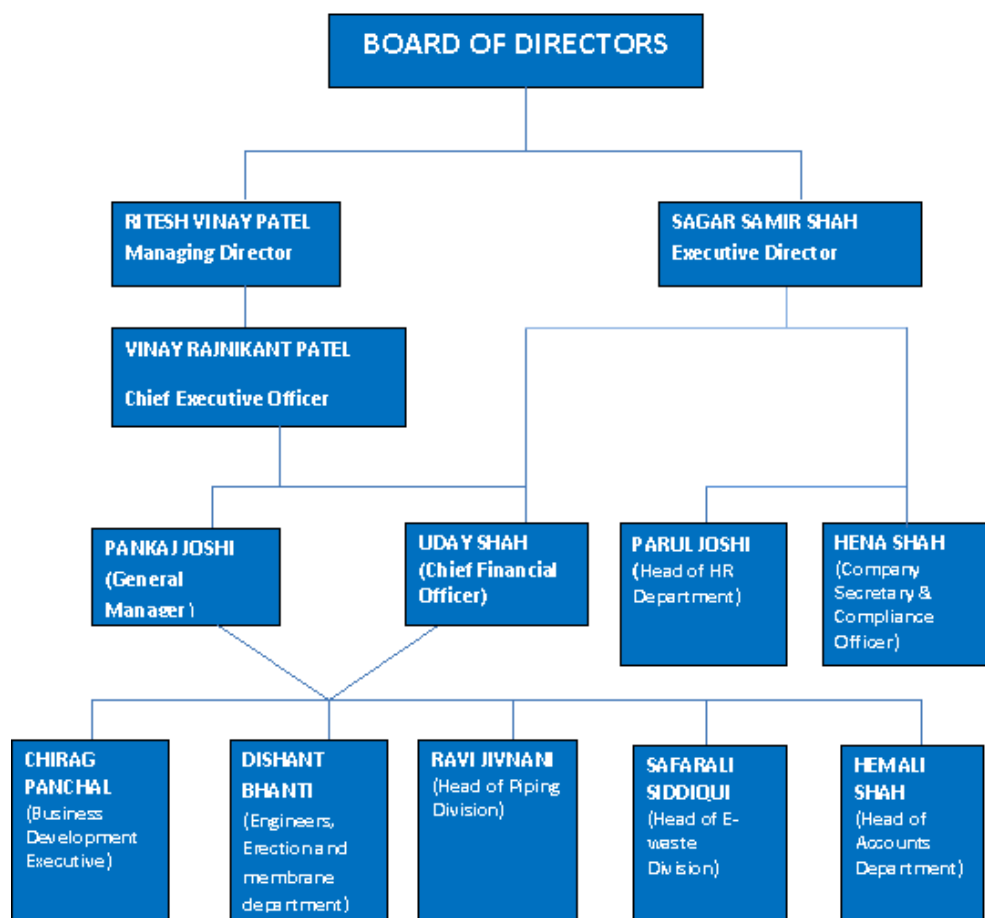 BOARD OF DIRECTORS
RITESH VINAY PATEL
Managing Director
SAGAR SAMIR SHAH
Executive Director
VINAY RAJNIKANT PATEL
Chief Executive Officer
PANKAJ JOSHI
(General
Manager)
UDAY SHAH
(Chief Financial
Officer)
PARUL JOSHI
(Head of HR
Department)
HENA SHAH
(Company
Secretary &
Compliance
Officer)
CHIRAG
PANCHAL
(Business
Development
Executive)
DISHANT
BHANTI
(Engineers,
Erection and
membrane
department)
RAVI JIVNANI
(Head of Piping
Division)
SAFARALI
SIDDIQUI
(Head of E-
waste
Division)
HEMALI
SHAH
(Head of
Accounts
Department)